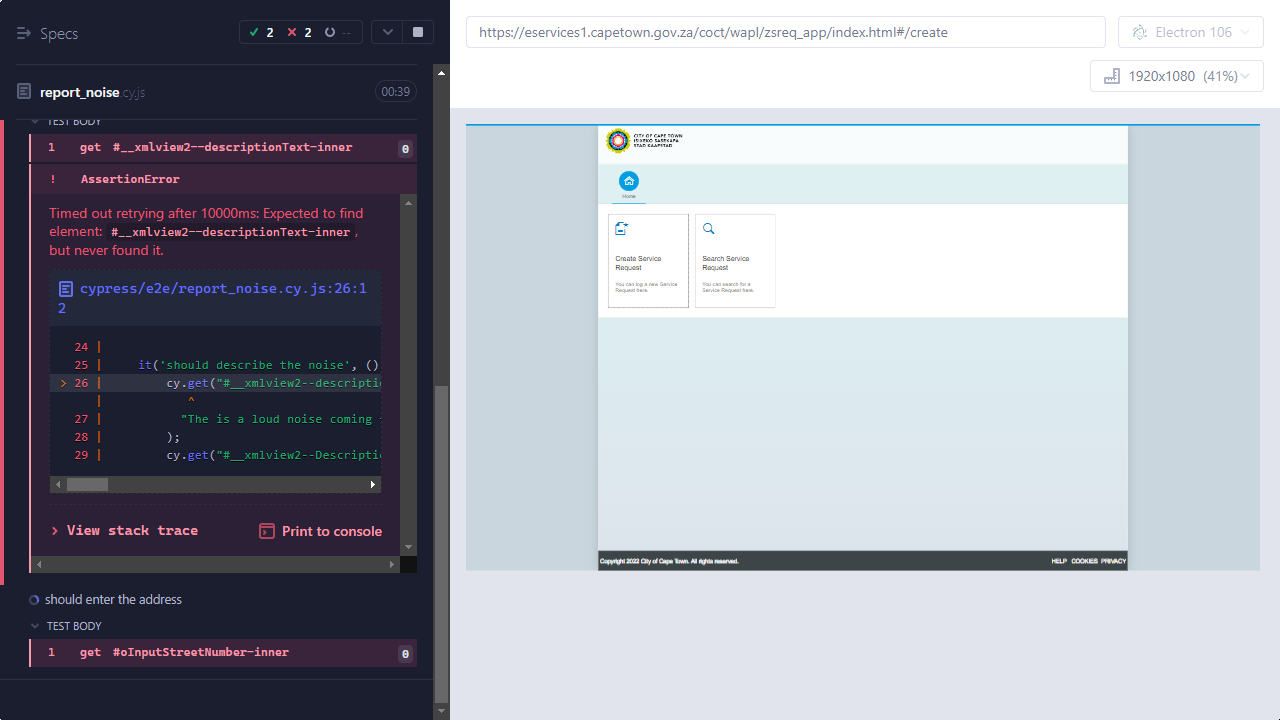 Specs
2
2
--
report_noise.cy.js
00:39
TEST BODY
1 get #__xmlview2--descriptionText-inner 0
! AssertionError
Timed out retrying after 10000ms: Expected to find
element: #__xmlview2--descriptionText-inner,
but never found it.
cypress/e2e/report_noise.cy.js:26:1
2
24 |
25 | it('should describe the noise', ()
> 26 | cy.get("#__xmlview2--descriptio
| ^
27 | "The is a loud noise coming
28 | );
29 | cy.get("#__xmlview2--Descriptio
View stack trace
Print to console
should enter the address
TEST BODY
1 get #oInputStreetNumber-inner 0
https://eservices1.capetown.gov.za/coct/wapl/zsreq_app/index.html#/create
Electron 106
1920x1080 (41%)
CITY OF CAPE TOWN
ISIXEKO SASEKAPA
STAD KAAPSTAD
Home
Create Service
Request
You can log a new Service
Request here.
Search Service
Request
You can search for a
Service Request here.
Copyright 2022 City of Cape Town. All rights reserved.
HELP COOKIES PRIVACY